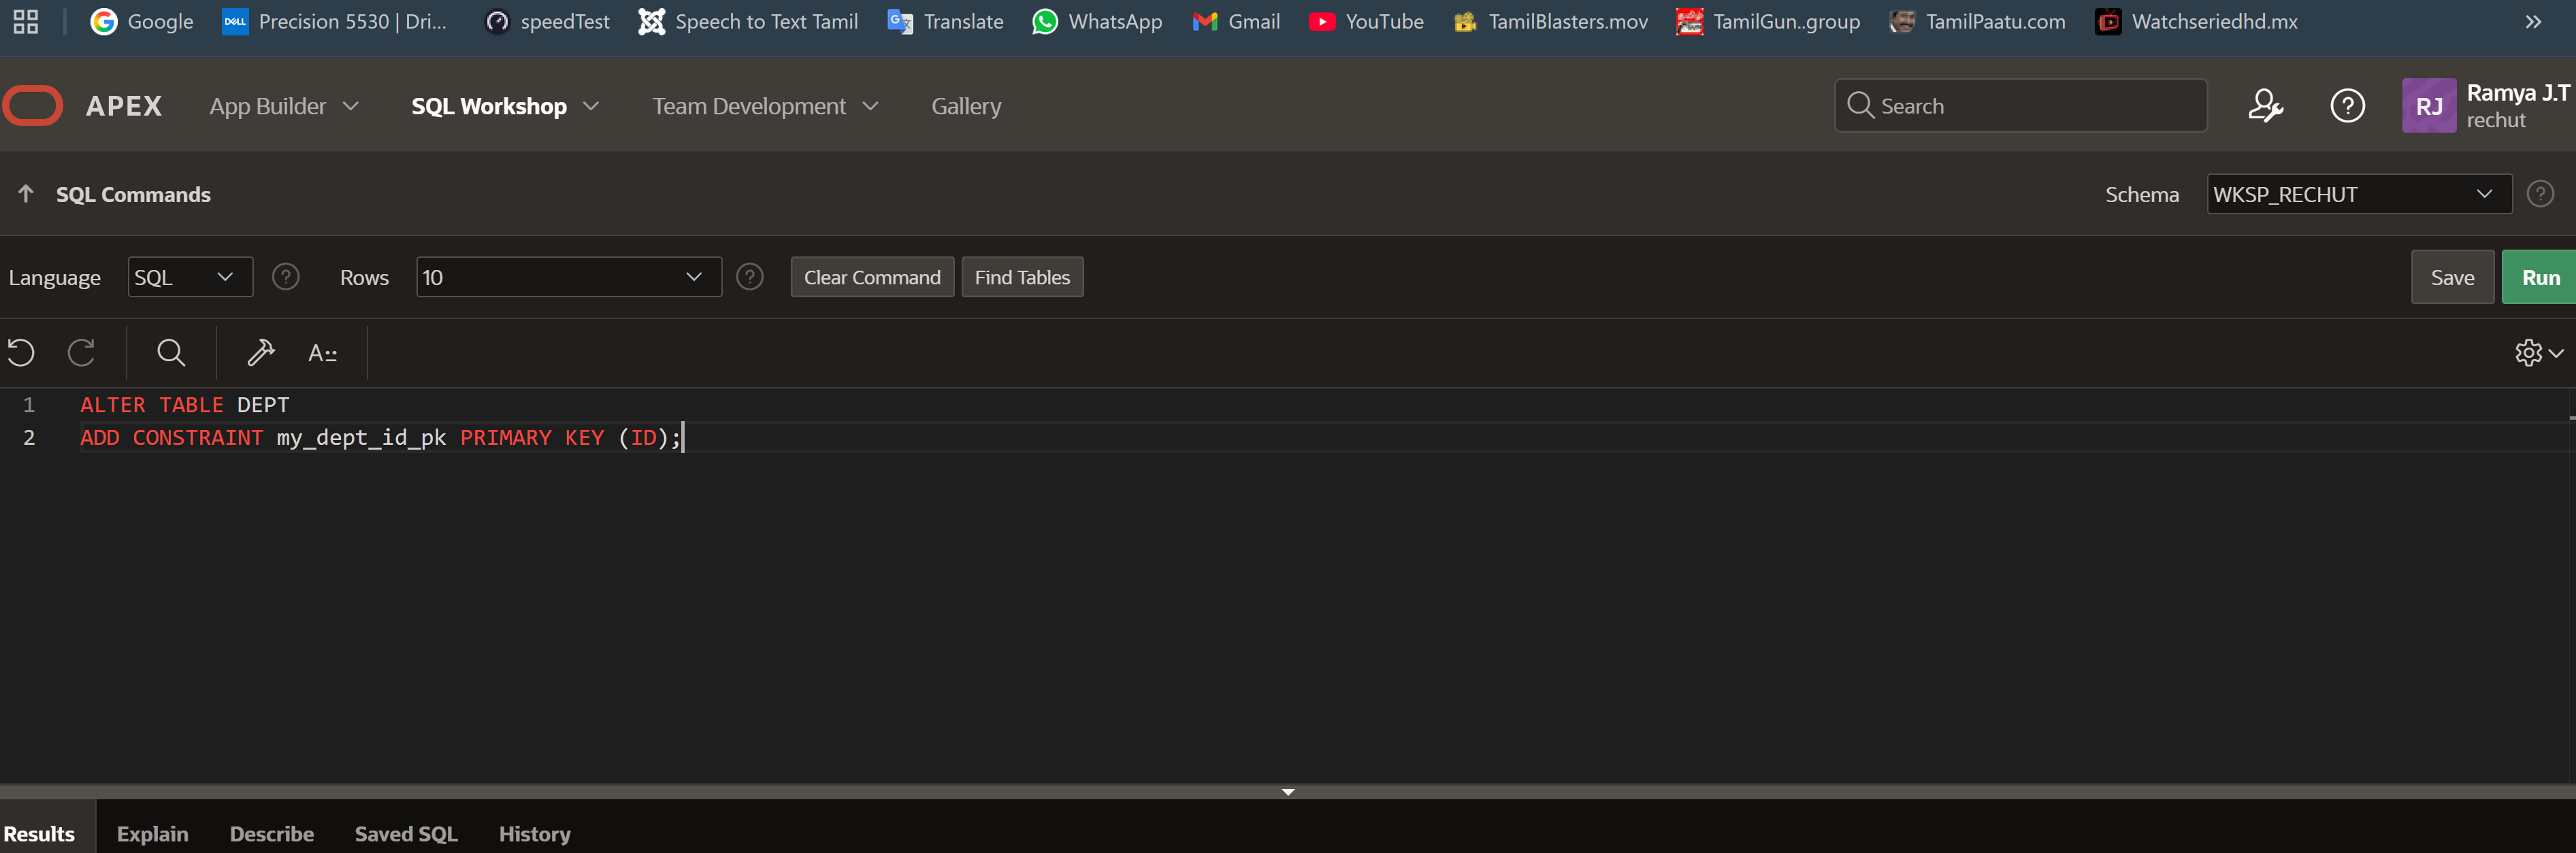 Google DELL Precision 5530 | Dri... speedTest Speech to Text Tamil Translate WhatsApp Gmail YouTube TamilBlasters.mov TamilGun..group TamilPaatu.com Watchseriedhd.mx »
APEX App Builder SQL Workshop Team Development Gallery Search ? RJ Ramya J.T
rechut
SQL Commands Schema WKSP_RECHUT ?
Language SQL ? Rows 10 ? Clear Command Find Tables Save Run
A::
1 ALTER TABLE DEPT
2 ADD CONSTRAINT my_dept_id_pk PRIMARY KEY (ID);
Results Explain Describe Saved SQL History